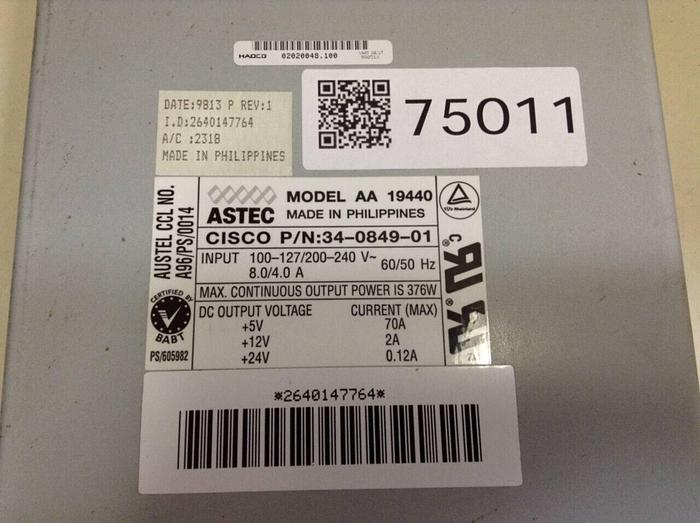 HADCO 02020048.100
75011
DATE:9813 P REV:1
I.D:2640147764
A/C :2318
MADE IN PHILIPPINES
AUSTEL CCL NO.
A96/PS/0014
CERTIFIED BY
BABT
PS/605982
ASTEC
MODEL AA 19440
MADE IN PHILIPPINES
CISCO P/N:34-0849-01
INPUT 100-127/200-240 V~ 60/50 Hz
8.0/4.0 A
MAX. CONTINUOUS OUTPUT POWER IS 376W
DC OUTPUT VOLTAGE CURRENT (MAX)
+5V 70A
+12V 2A
+24V 0.12A
TÜV Rheinland
*2640147764*